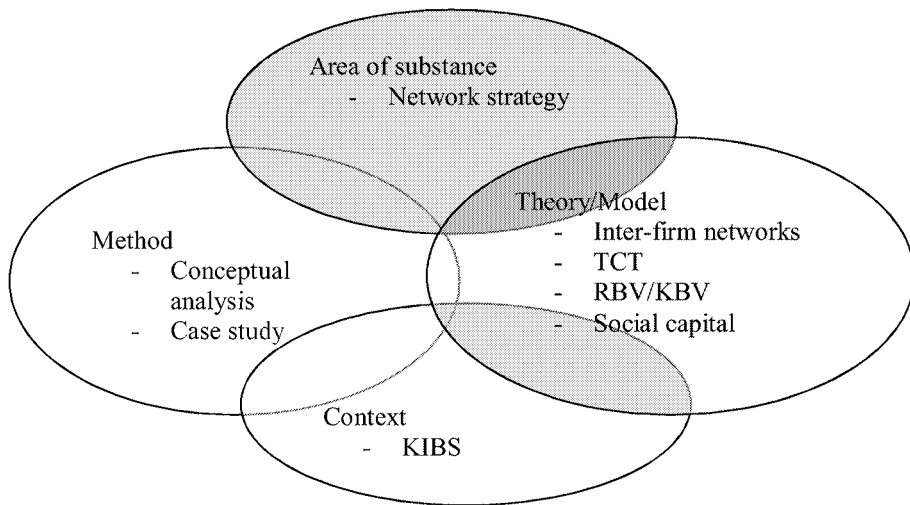 Area of substance
- Network strategy
Theory/Model
- Inter-firm networks
- TCT
- RBV/KBV
- Social capital
Method
- Conceptual
analysis
- Case study
Context
- KIBS